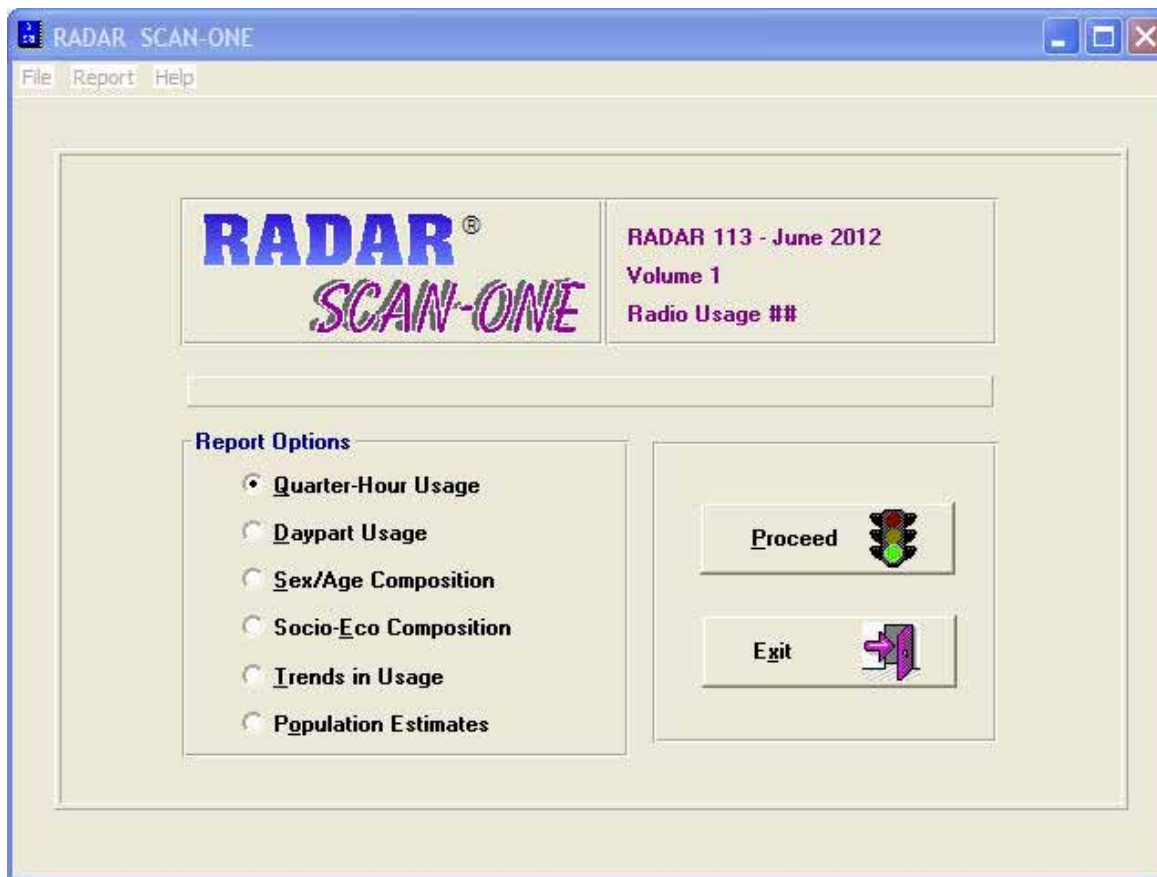 RADAR SCAN-ONE
File Report Help
RADAR®
SCAN-ONE
RADAR 113 - June 2012
Volume 1
Radio Usage ##
Report Options
Quarter-Hour Usage
Daypart Usage
Sex/Age Composition
Socio-Eco Composition
Trends in Usage
Population Estimates
Proceed
Exit